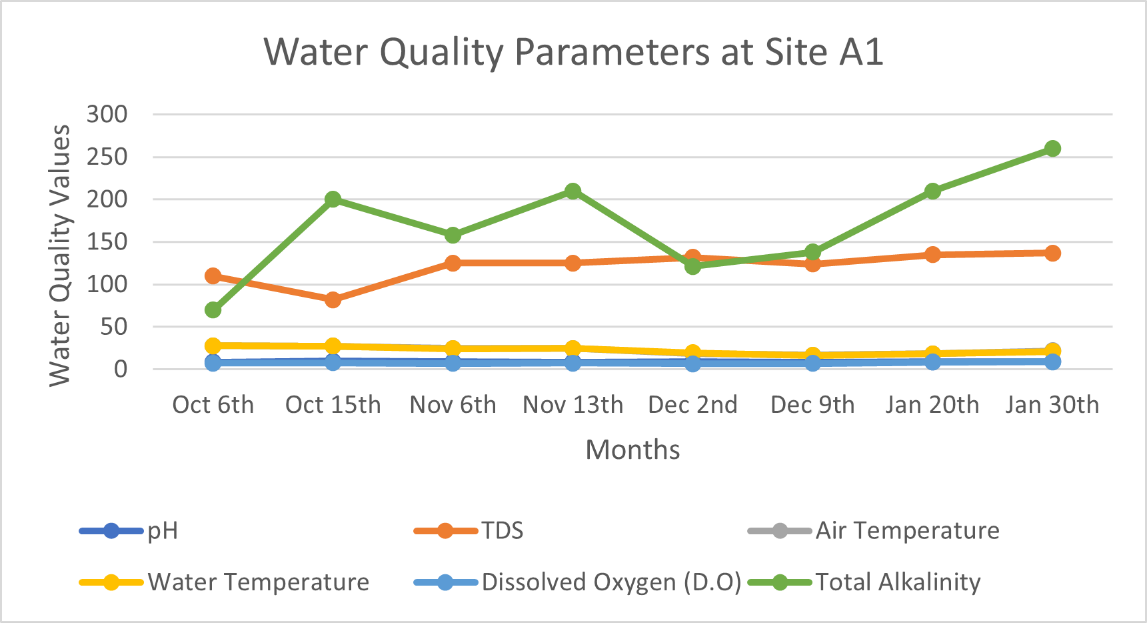 Water Quality Parameters at Site A1
Water Quality Values
300
250
200
150
100
50
0
Oct 6th Oct 15th Nov 6th Nov 13th Dec 2nd Dec 9th Jan 20th Jan 30th
Months
pH TDS Air Temperature
Water Temperature Dissolved Oxygen (D.O) Total Alkalinity